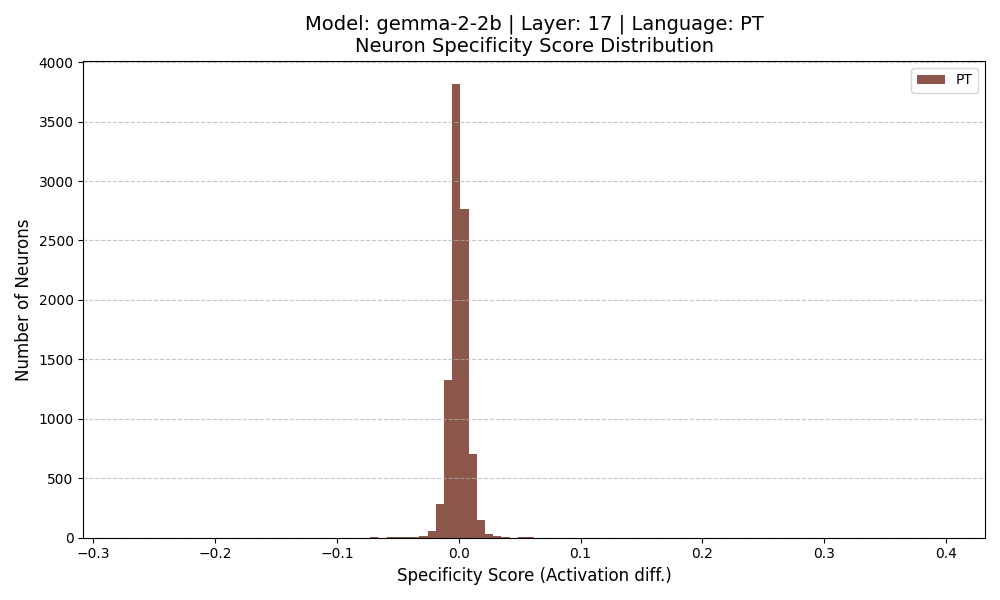 Model: gemma-2-2b | Layer: 17 | Language: PT
Neuron Specificity Score Distribution
PT
Number of Neurons
4000
3500
3000
2500
2000
1500
1000
500
0
−0.3 −0.2 −0.1 0.0 0.1 0.2 0.3 0.4
Specificity Score (Activation diff.)